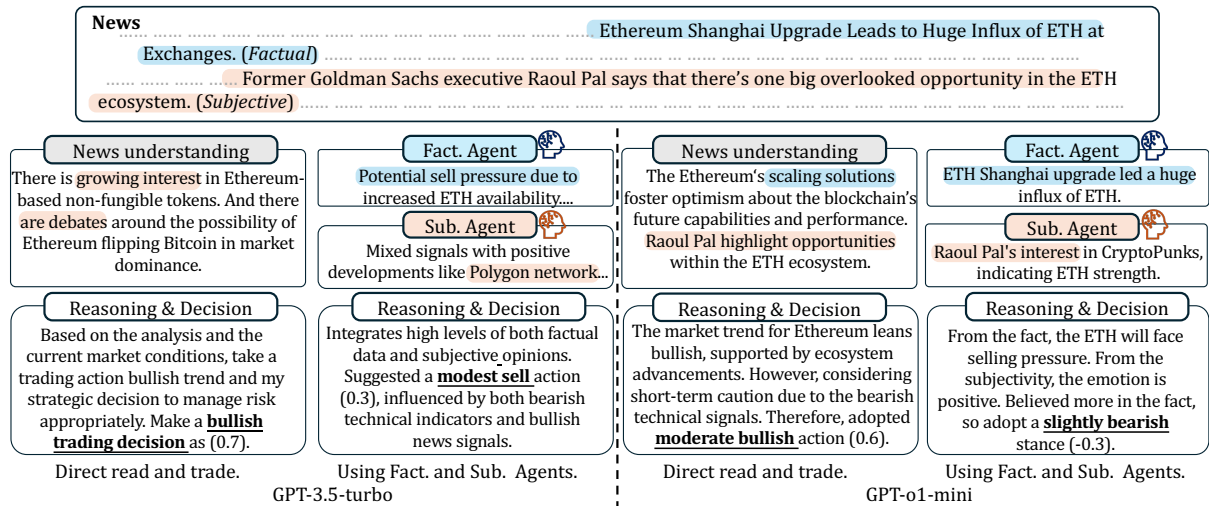 News
Ethereum Shanghai Upgrade Leads to Huge Influx of ETH at
Exchanges. (Factual)
Former Goldman Sachs executive Raoul Pal says that there's one big overlooked opportunity in the ETH
ecosystem. (Subjective)
News understanding
There is growing interest in Ethereum-
based non-fungible tokens. And there
are debates around the possibility of
Ethereum flipping Bitcoin in market
dominance.
Fact. Agent
Potential sell pressure due to
increased ETH availability....
Sub. Agent
Mixed signals with positive
developments like Polygon network...
Reasoning & Decision
Based on the analysis and the
current market conditions, take a
trading action bullish trend and my
strategic decision to manage risk
appropriately. Make a bullish
trading decision as (0.7).
Direct read and trade.
Reasoning & Decision
Integrates high levels of both factual
data and subjective opinions.
Suggested a modest sell action
(0.3), influenced by both bearish
technical indicators and bullish
news signals.
Using Fact. and Sub. Agents.
GPT-3.5-turbo
News understanding
The Ethereum's scaling solutions
foster optimism about the blockchain's
future capabilities and performance.
Raoul Pal highlight opportunities
within the ETH ecosystem.
Fact. Agent
ETH Shanghai upgrade led a huge
influx of ETH.
Sub. Agent
Raoul Pal's interest in CryptoPunks,
indicating ETH strength.
Reasoning & Decision
The market trend for Ethereum leans
bullish, supported by ecosystem
advancements. However, considering
short-term caution due to the bearish
technical signals. Therefore, adopted
moderate bullish action (0.6).
Direct read and trade.
Reasoning & Decision
From the fact, the ETH will face
selling pressure. From the
subjectivity, the emotion is
positive. Believed more in the fact,
so adopt a slightly bearish
stance (-0.3).
Using Fact. and Sub. Agents.
GPT-o1-mini